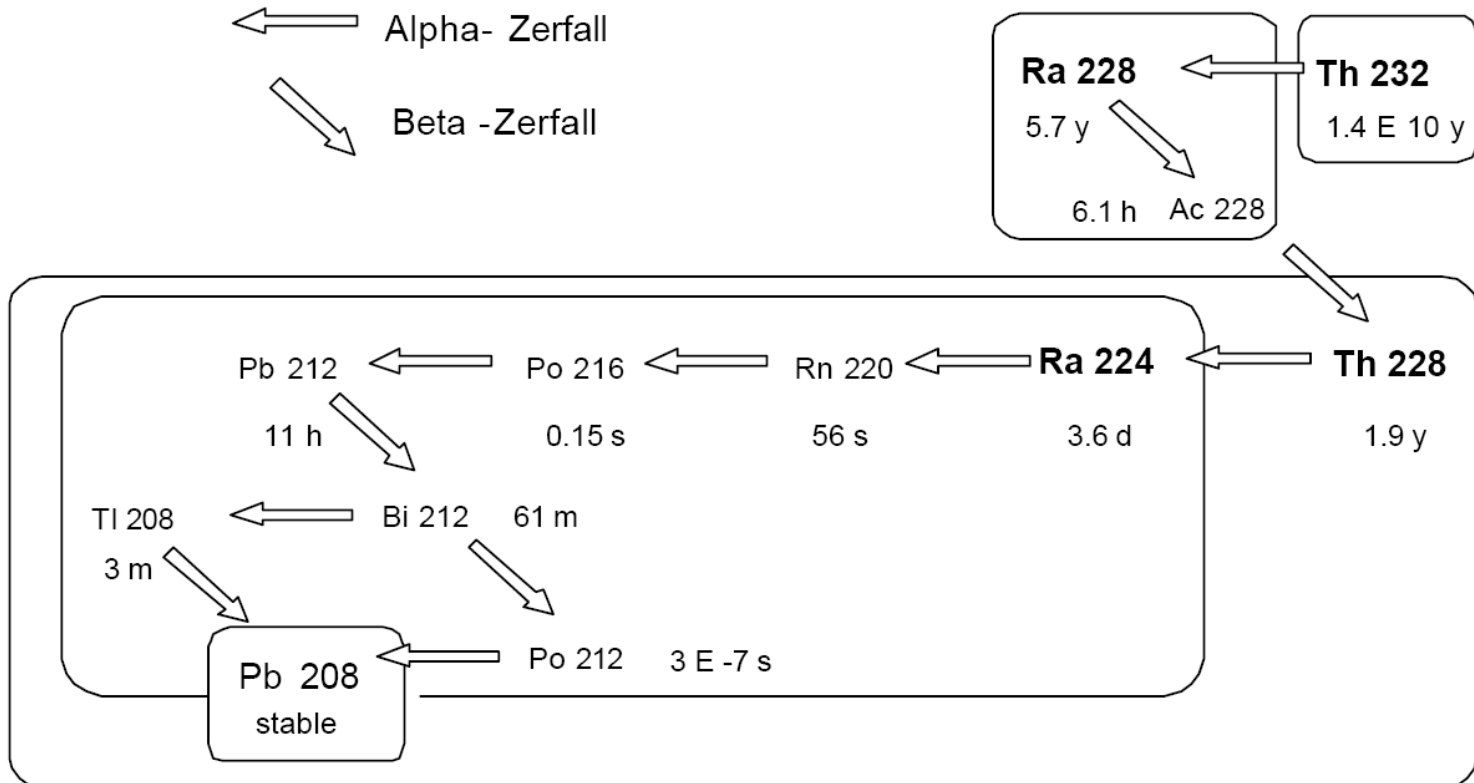 Alpha- Zerfall
Beta -Zerfall
Ra 228
Th 232
5.7 y
1.4 E 10 y
6.1 h
Ac 228
Pb 212
Po 216
Rn 220
Ra 224
Th 228
11 h
0.15 s
56 s
3.6 d
1.9 y
Tl 208
Bi 212
61 m
3 m
Pb 208
Po 212
3 E -7 s
stable